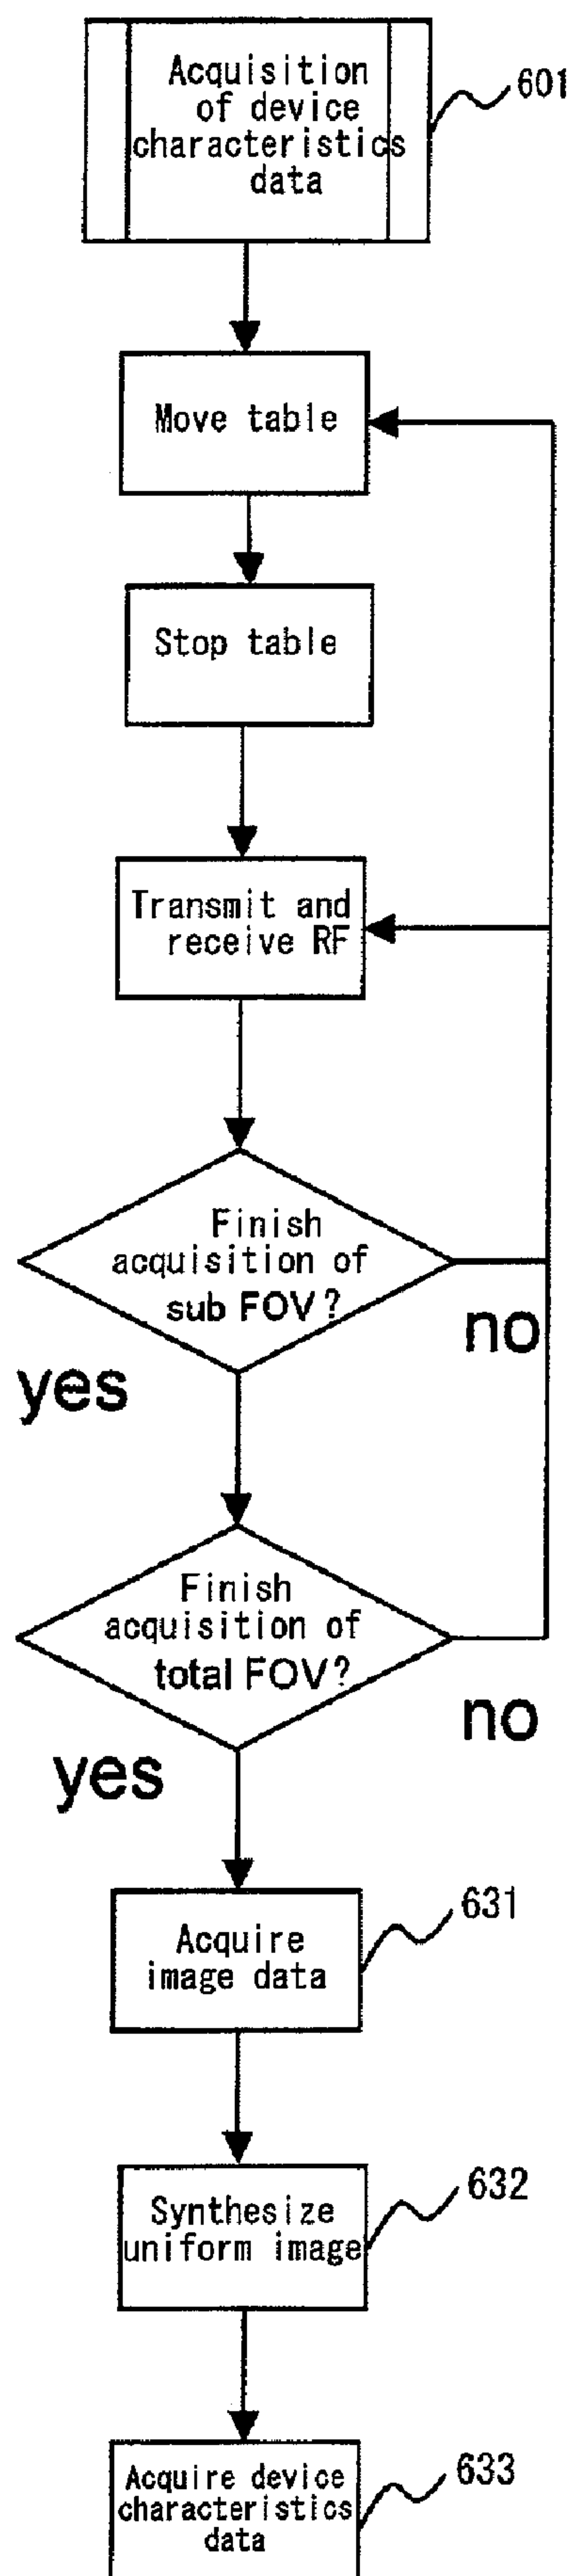 Acquisition
of device
characteristics
data
601
Move table
Stop table
Transmit and
receive RF
Finish
acquisition of
sub FOV?
no
yes
Finish
acquisition of
total FOV?
no
yes
631
Acquire
image data
632
Synthesize
uniform image
633
Acquire device
characteristics
data